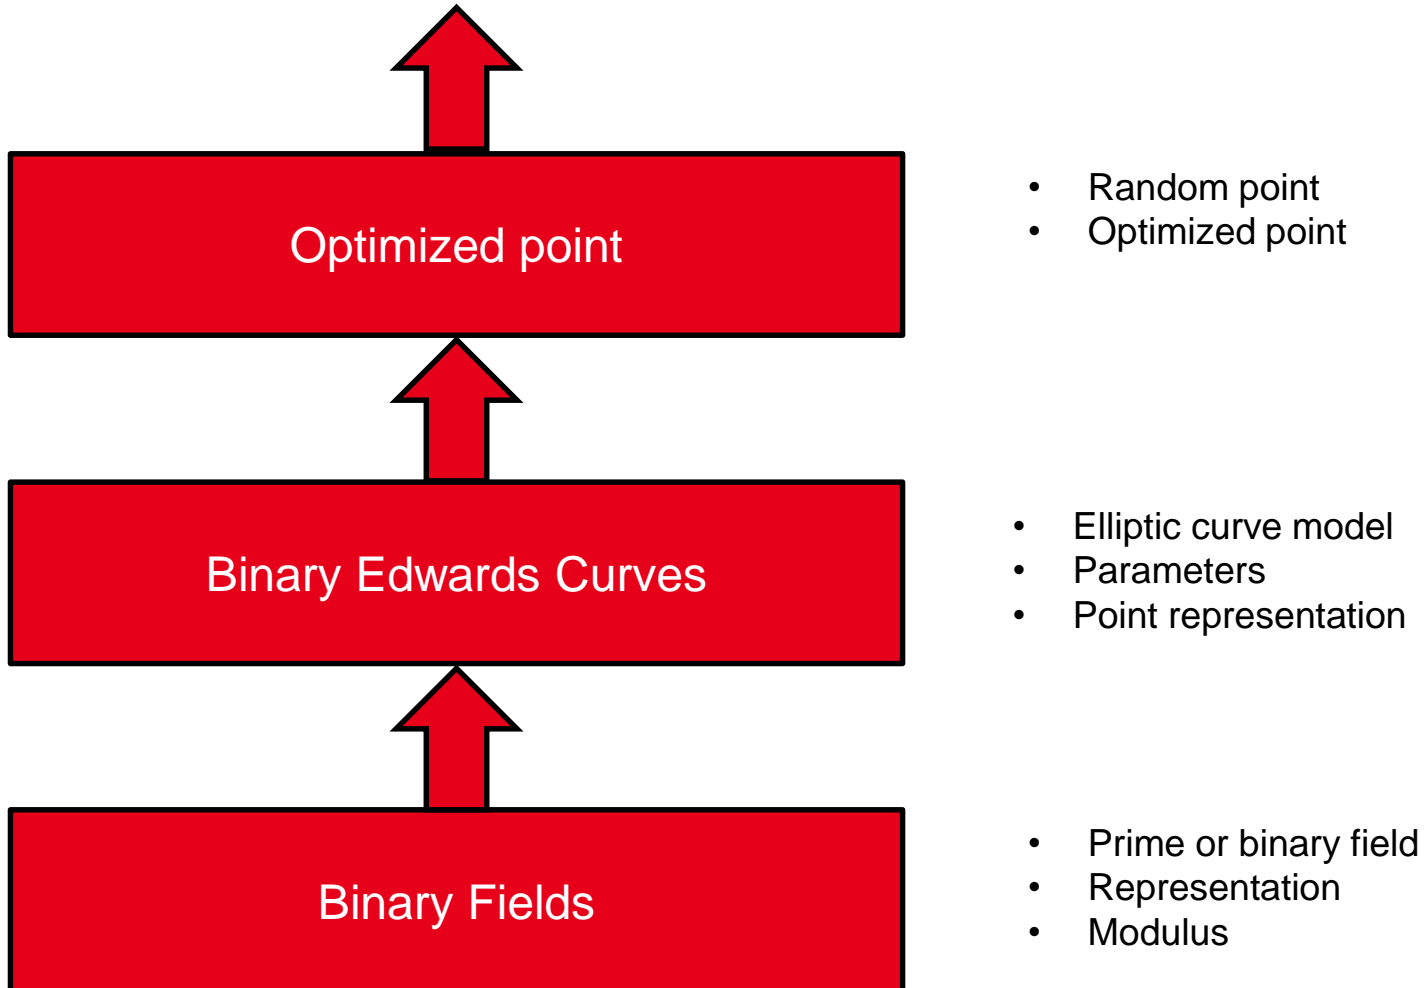 Optimized point
• Random point
• Optimized point
Binary Edwards Curves
• Elliptic curve model
• Parameters
• Point representation
Binary Fields
• Prime or binary field
• Representation
• Modulus